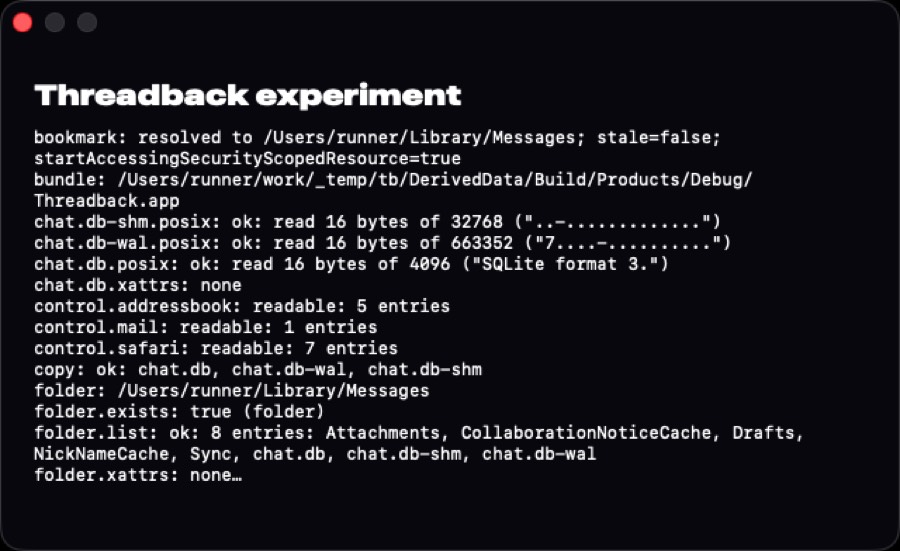 Threadback experiment
bookmark: resolved to /Users/runner/Library/Messages; stale=false;
startAccessingSecurityScopedResource=true
bundle: /Users/runner/work/_temp/tb/DerivedData/Build/Products/Debug/
Threadback.app
chat.db-shm.posix: ok: read 16 bytes of 32768 ("..-.............")
chat.db-wal.posix: ok: read 16 bytes of 663352 ("7....-..........")
chat.db.posix: ok: read 16 bytes of 4096 ("SQLite format 3.")
chat.db.xattrs: none
control.addressbook: readable: 5 entries
control.mail: readable: 1 entries
control.safari: readable: 7 entries
copy: ok: chat.db, chat.db-wal, chat.db-shm
folder: /Users/runner/Library/Messages
folder.exists: true (folder)
folder.list: ok: 8 entries: Attachments, CollaborationNoticeCache, Drafts,
NickNameCache, Sync, chat.db, chat.db-shm, chat.db-wal
folder.xattrs: none…